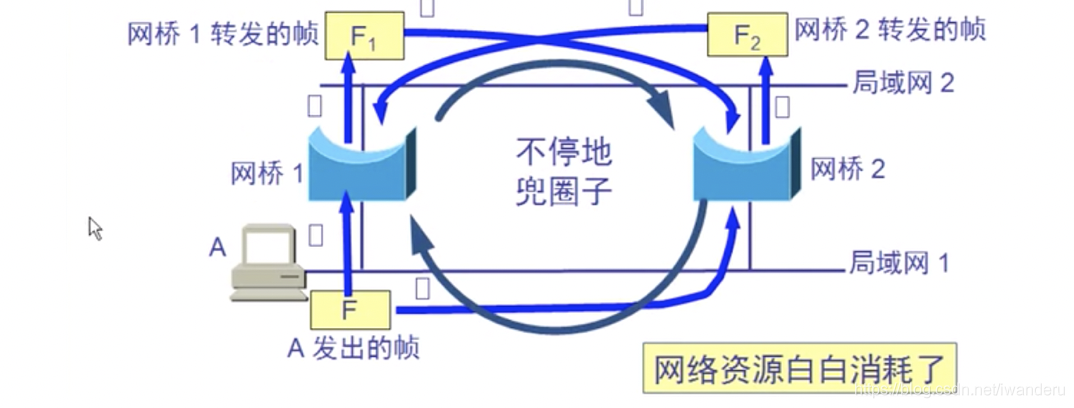 网桥 1 转发的帧
F1
F2
网桥 2 转发的帧
局域网 2
网桥 1
不停地
兜圈子
网桥 2
A
局域网 1
F
A 发出的帧
网络资源白白消耗了
https://blog.csdn.net/iwanderu